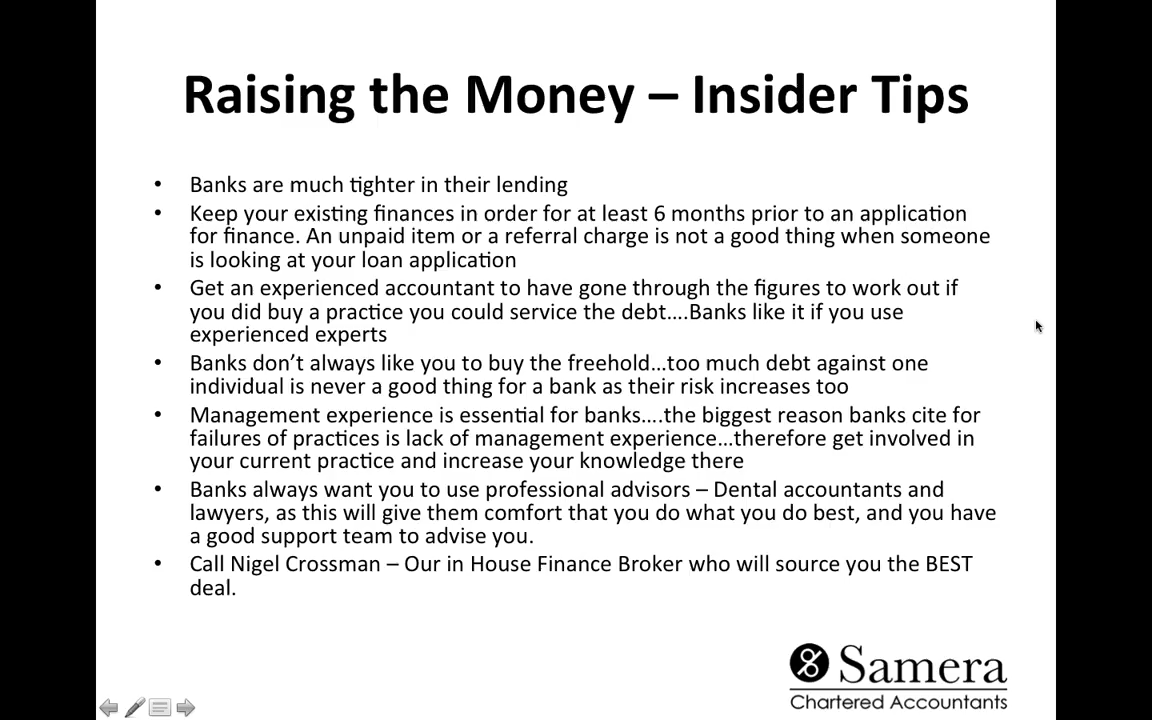 Raising the Money – Insider Tips
• Banks are much tighter in their lending
• Keep your existing finances in order for at least 6 months prior to an application
for finance. An unpaid item or a referral charge is not a good thing when someone
is looking at your loan application
• Get an experienced accountant to have gone through the figures to work out if
you did buy a practice you could service the debt....Banks like it if you use
experienced experts
• Banks don’t always like you to buy the freehold...too much debt against one
individual is never a good thing for a bank as their risk increases too
• Management experience is essential for banks....the biggest reason banks cite for
failures of practices is lack of management experience...therefore get involved in
your current practice and increase your knowledge there
• Banks always want you to use professional advisors – Dental accountants and
lawyers, as this will give them comfort that you do what you do best, and you have
a good support team to advise you.
• Call Nigel Crossman – Our in House Finance Broker who will source you the BEST
deal.
Samera
Chartered Accountants